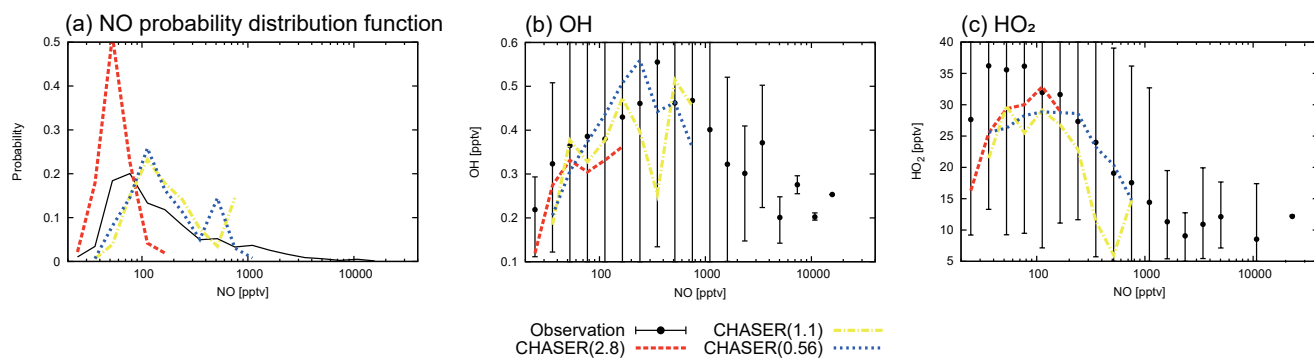 (a) NO probability distribution function
(b) OH
(c) HO₂
Probability
0.5
0.4
0.3
0.2
0.1
0
100
1000
10000
NO [pptv]
OH [pptv]
0.6
0.5
0.4
0.3
0.2
0.1
100
1000
10000
NO [pptv]
HO₂ [pptv]
40
35
30
25
20
15
10
5
100
1000
10000
NO [pptv]
Observation
CHASER(1.1)
CHASER(2.8)
CHASER(0.56)